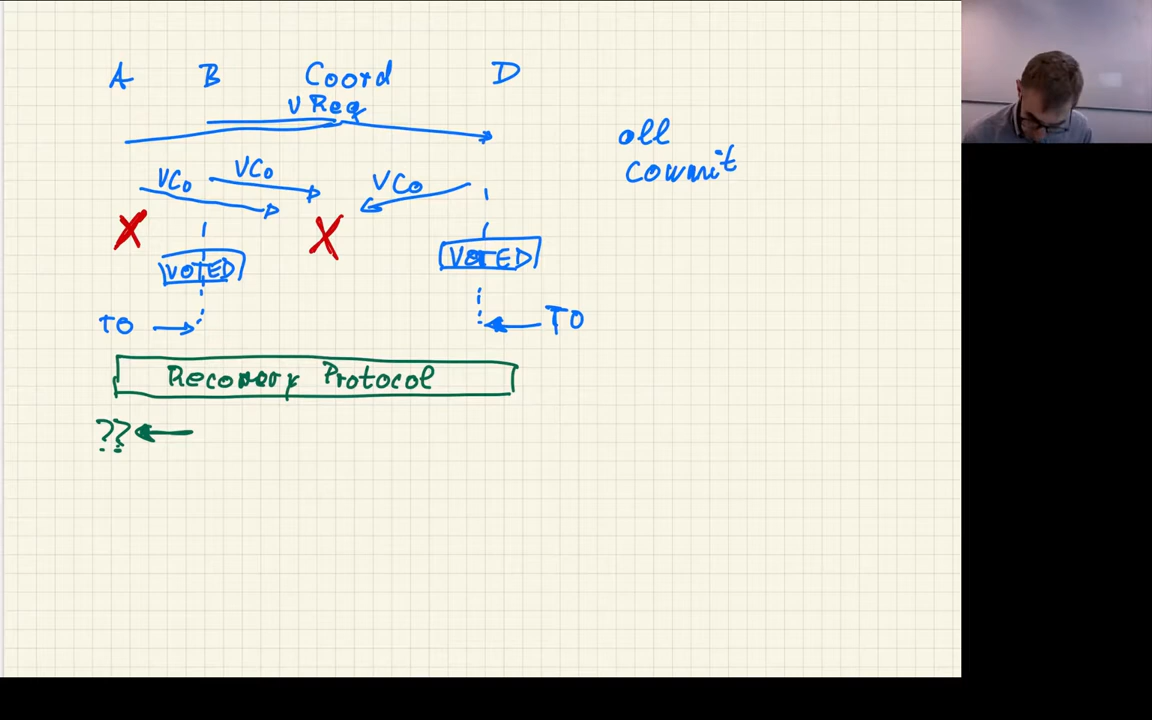 A B Coord D
VReq
all
commit
VCo VCo VCo
X X
VOTED VOTED
TO TO
Recovery Protocol
??